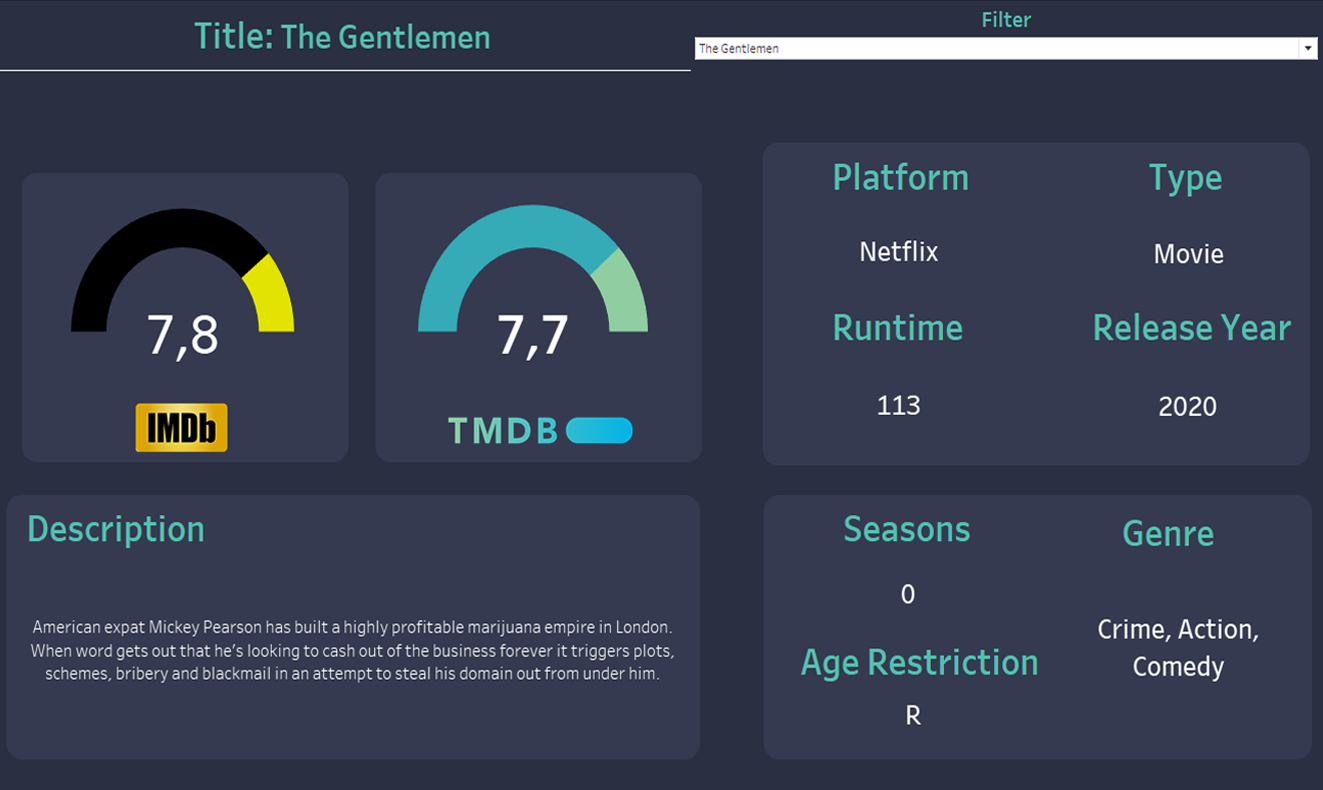 Title: The Gentlemen
Filter
The Gentlemen
7,8
IMDb
7,7
TMDB
Platform
Type
Netflix
Movie
Runtime
Release Year
113
2020
Description
American expat Mickey Pearson has built a highly profitable marijuana empire in London.
When word gets out that he’s looking to cash out of the business forever it triggers plots,
schemes, bribery and blackmail in an attempt to steal his domain out from under him.
Seasons
Genre
0
Crime, Action,
Comedy
Age Restriction
R